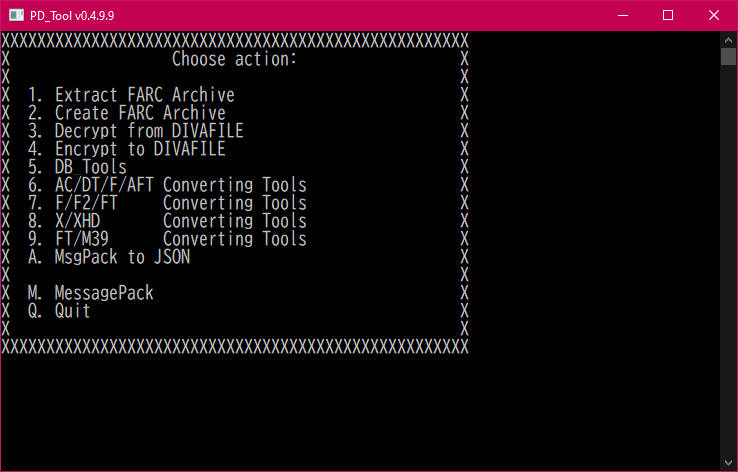 PD_Tool v0.4.9.9
XXXXXXXXXXXXXXXXXXXXXXXXXXXXXXXXXXXXXXXXXXXXXXXXXXXX
X                  Choose action:                  X
X                                                  X
X  1. Extract FARC Archive                         X
X  2. Create FARC Archive                          X
X  3. Decrypt from DIVAFILE                        X
X  4. Encrypt to DIVAFILE                          X
X  5. DB_Tools                                     X
X  6. AC/DT/F/AFT Converting Tools                 X
X  7. F/F2/FT     Converting Tools                 X
X  8. X/XHD       Converting Tools                 X
X  9. FT/M39      Converting Tools                 X
X  A. MsgPack to JSON                              X
X                                                  X
X  M. MessagePack                                  X
X  Q. Quit                                         X
X                                                  X
XXXXXXXXXXXXXXXXXXXXXXXXXXXXXXXXXXXXXXXXXXXXXXXXXXXX